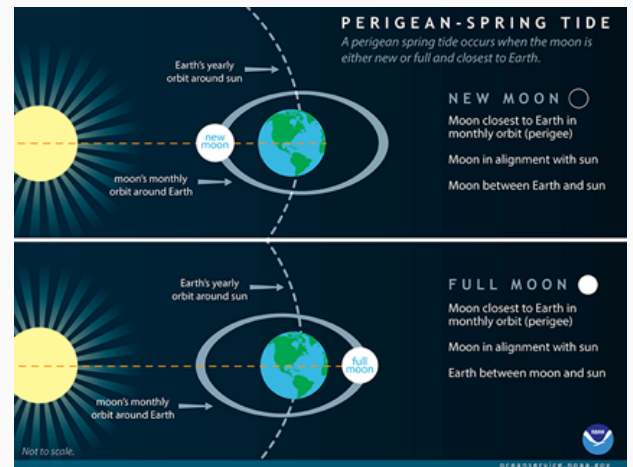 PERIGEAN-SPRING TIDE
A perigean spring tide occurs when the moon is
either new or full and closest to Earth.
Earth's yearly
orbit around sun
new
moon
moon's monthly
orbit around Earth
NEW MOON
Moon closest to Earth in
monthly orbit (perigee)
Moon in alignment with sun
Moon between Earth and sun
Earth's yearly
orbit around sun
full
moon
moon's monthly
orbit around Earth
FULL MOON
Moon closest to Earth in
monthly orbit (perigee)
Moon in alignment with sun
Earth between moon and sun
Not to scale.
noaa
oceanservice.noaa.gov